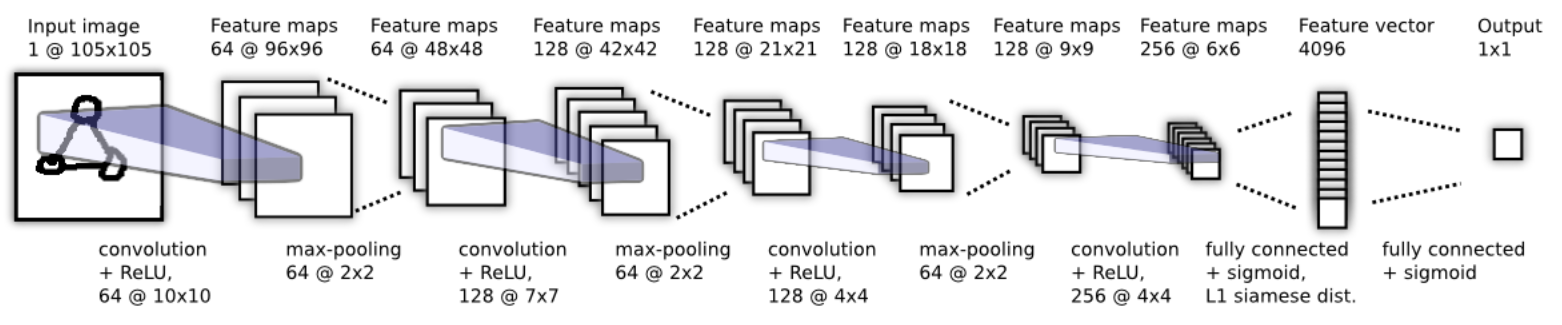 Input image
1 @ 105x105
Feature maps
64 @ 96x96
Feature maps
64 @ 48x48
Feature maps
128 @ 42x42
Feature maps
128 @ 21x21
Feature maps
128 @ 18x18
Feature maps
128 @ 9x9
Feature maps
256 @ 6x6
Feature vector
4096
Output
1x1
convolution
+ ReLU,
64 @ 10x10
max-pooling
64 @ 2x2
convolution
+ ReLU,
128 @ 7x7
max-pooling
64 @ 2x2
convolution
+ ReLU,
128 @ 4x4
max-pooling
64 @ 2x2
convolution
+ ReLU,
256 @ 4x4
fully connected
+ sigmoid,
L1 siamese dist.
fully connected
+ sigmoid